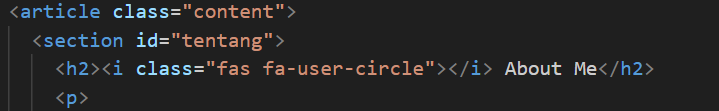 <article class="content">
<section id="tentang">
<h2><i class="fas fa-user-circle"></i> About Me</h2>
<p>